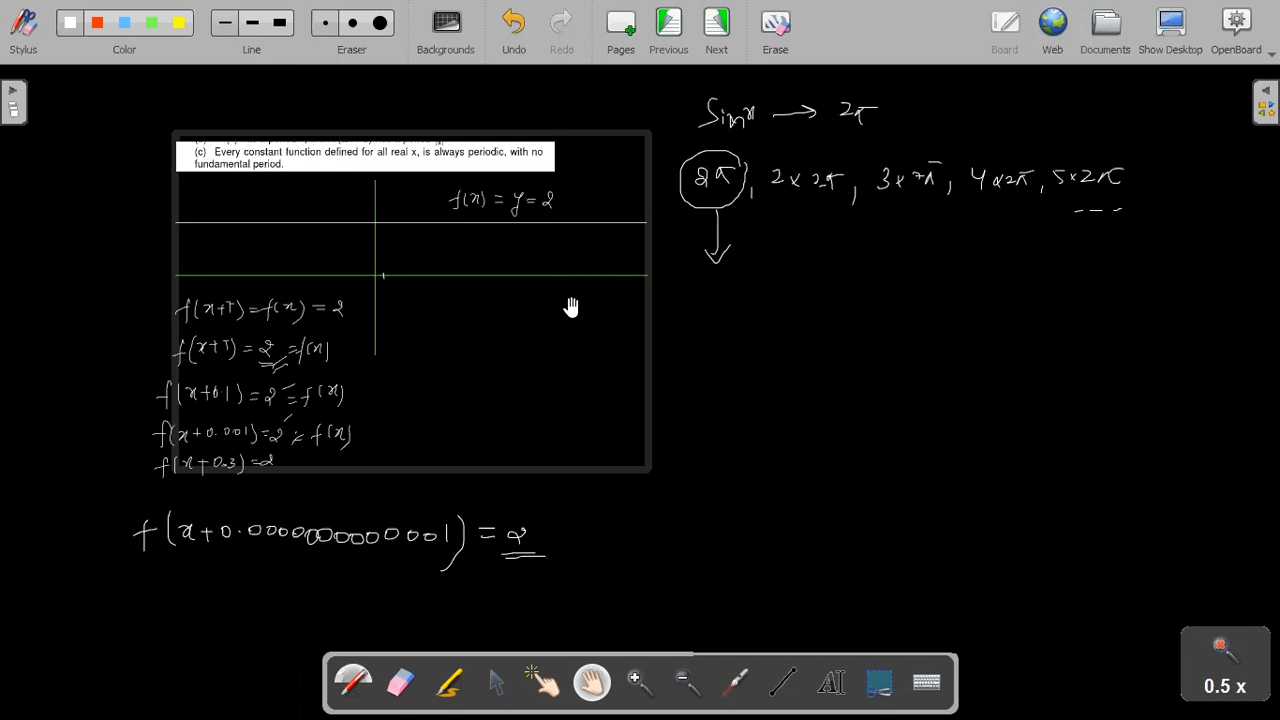 Stylus
Color
Line
Eraser
Backgrounds
Undo
Redo
Pages
Previous
Next
Erase
Board
Web
Documents
Show Desktop
OpenBoard
Sin x → 2π
(c) Every constant function defined for all real x, is always periodic, with no
fundamental period.
2π, 2×2π, 3×2π, 4×2π, 5×2π ---
f(x) = y = 2
f(x+T)=f(x) = 2
f(x+T) = 2 = f(x)
f(x+0.1) = 2 = f(x)
f(x+0.001) = 2 = f(x)
f(x+0.3) = 2
f(x+0.0000000000001) = 2
0.5 x